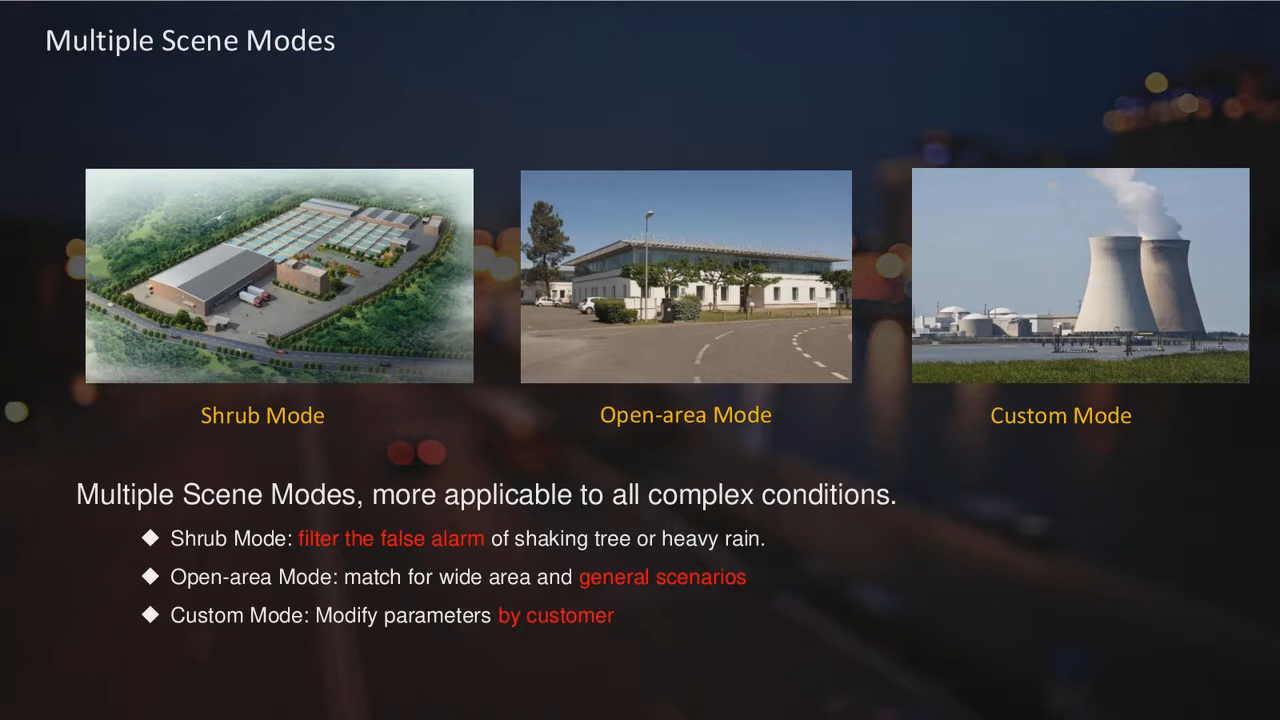 Multiple Scene Modes
Shrub Mode
Open-area Mode
Custom Mode
Multiple Scene Modes, more applicable to all complex conditions.
◆ Shrub Mode: filter the false alarm of shaking tree or heavy rain.
◆ Open-area Mode: match for wide area and general scenarios
◆ Custom Mode: Modify parameters by customer